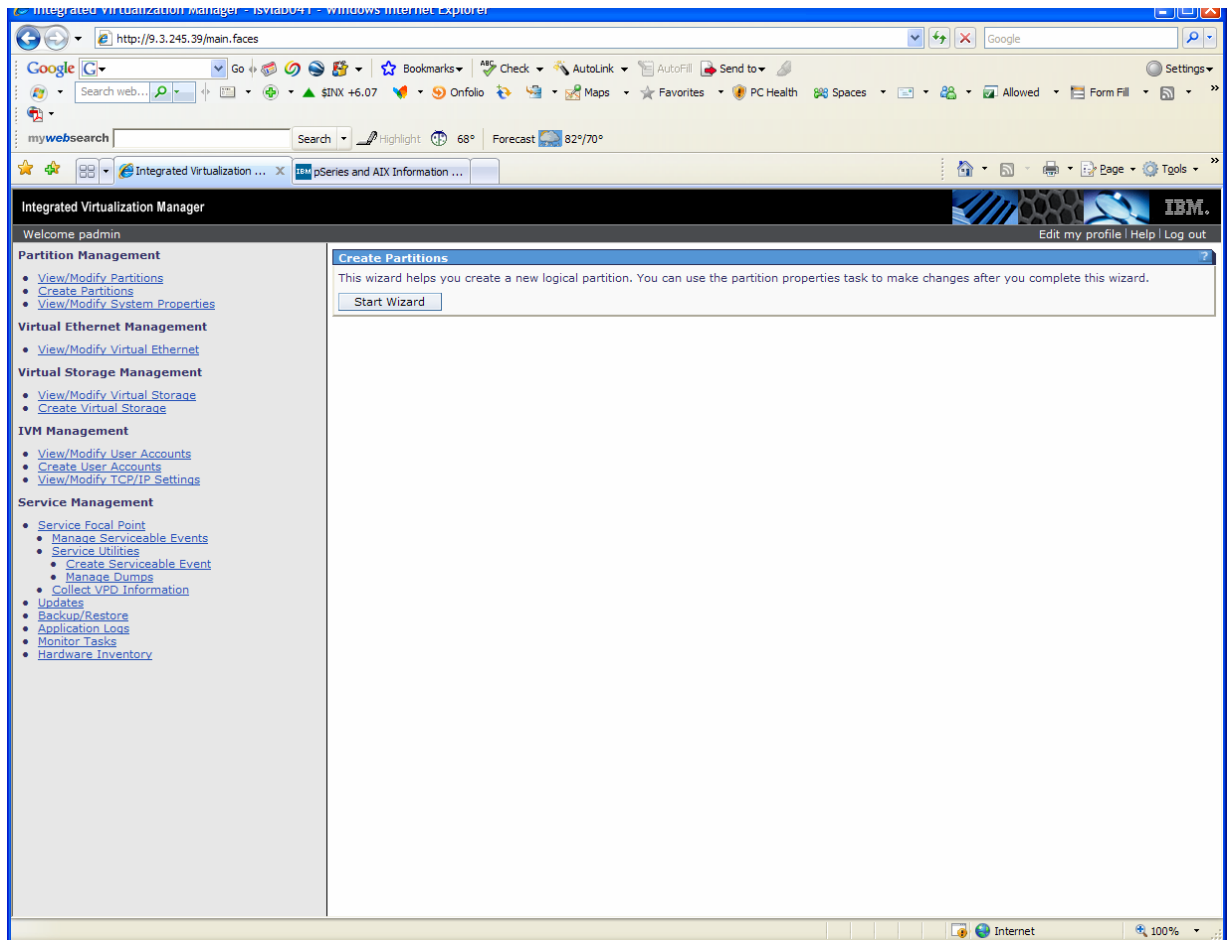 Integrated Virtualization Manager - isvlab041 - Windows Internet Explorer
http://9.3.245.39/main.faces
Google
Google G Go Bookmarks Check AutoLink AutoFill Send to Settings
Search web... $INX +6.07 Onfolio Maps Favorites PC Health Spaces Allowed Form Fill
mywebsearch Search Highlight 68° Forecast 82°/70°
Integrated Virtualization ... IBM pSeries and AIX Information ... Page Tools
Integrated Virtualization Manager
IBM.
Welcome padmin
Edit my profile | Help | Log out
Partition Management
View/Modify Partitions
Create Partitions
View/Modify System Properties
Virtual Ethernet Management
View/Modify Virtual Ethernet
Virtual Storage Management
View/Modify Virtual Storage
Create Virtual Storage
IVM Management
View/Modify User Accounts
Create User Accounts
View/Modify TCP/IP Settings
Service Management
Service Focal Point
Manage Serviceable Events
Service Utilities
Create Serviceable Event
Manage Dumps
Collect VPD Information
Updates
Backup/Restore
Application Logs
Monitor Tasks
Hardware Inventory
Create Partitions ?
This wizard helps you create a new logical partition. You can use the partition properties task to make changes after you complete this wizard.
Start Wizard
Internet 100%